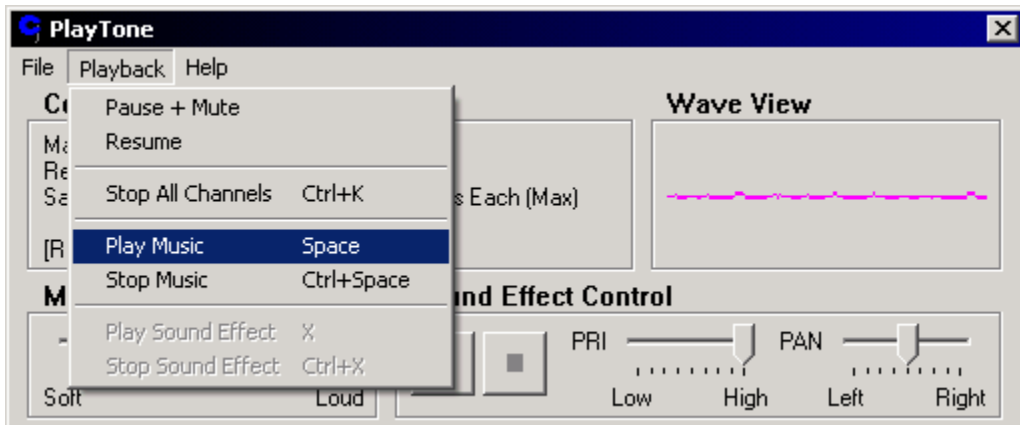 PlayTone
File Playback Help
Pause + Mute
Resume
Stop All Channels Ctrl+K
Play Music Space
Stop Music Ctrl+Space
Play Sound Effect X
Stop Sound Effect Ctrl+X
Wave View
Each (Max)
Effect Control
PRI
PAN
Soft Loud
Low High
Left Right